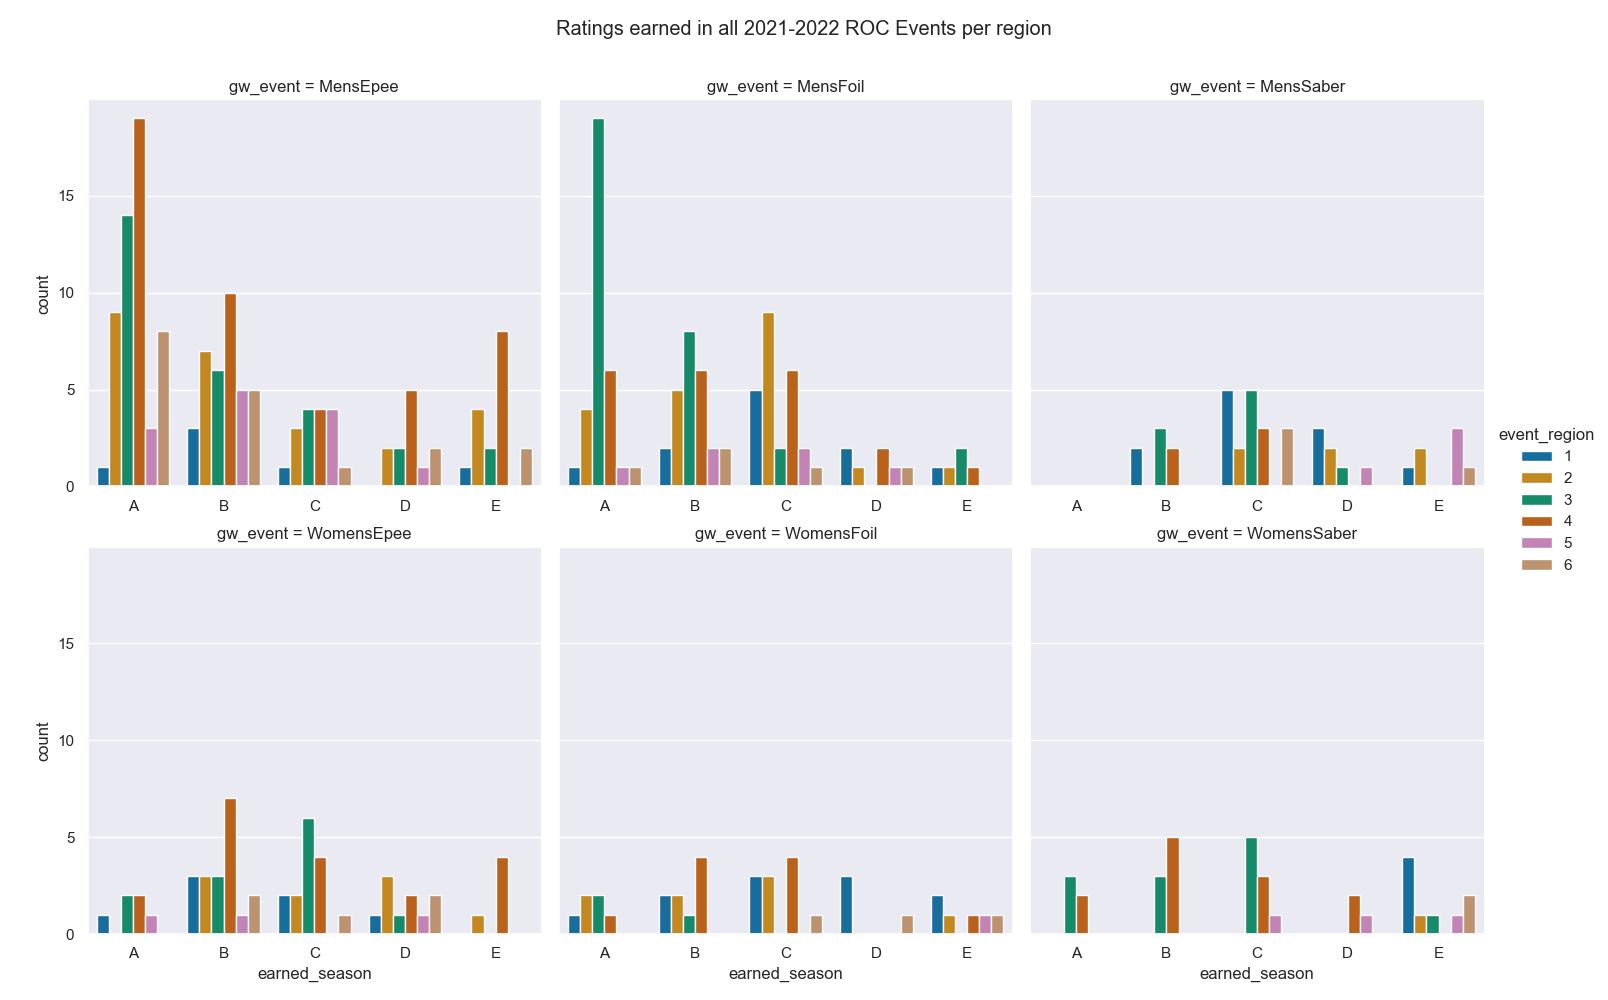 Ratings earned in all 2021-2022 ROC Events per region
gw_event = MensEpee
gw_event = MensFoil
gw_event = MensSaber
count
15
10
5
0
A B C D E
A B C D E
A B C D E
event_region
1
2
3
4
5
6
gw_event = WomensEpee
gw_event = WomensFoil
gw_event = WomensSaber
count
15
10
5
0
A B C D E
A B C D E
A B C D E
earned_season
earned_season
earned_season